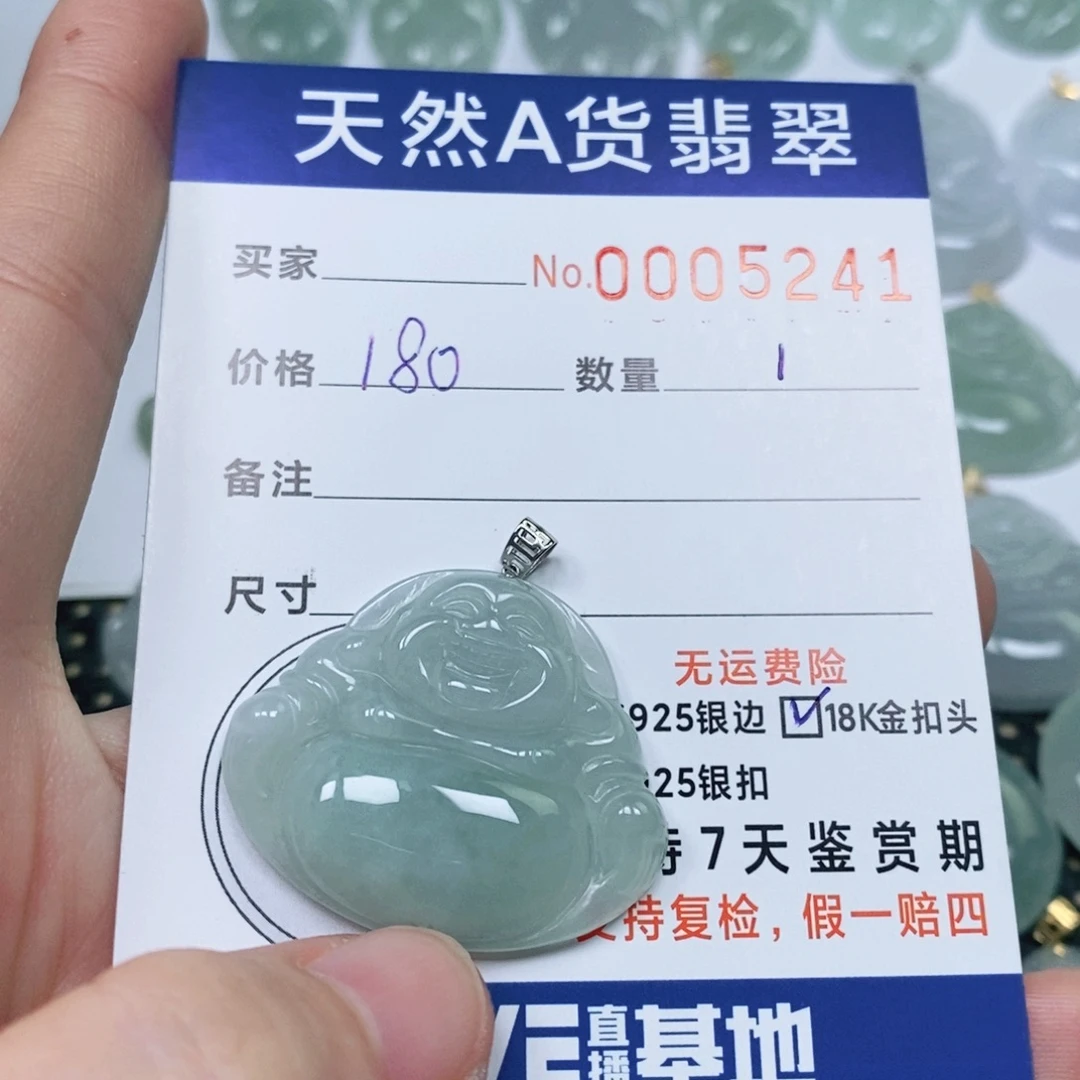 天然A货翡翠
买家 No.0005241
价格 180 数量 1
备注
尺寸
无运费险
925银边 ☑18K金扣头
25银扣
7天鉴赏期
支持复检，假一赔四
直播基地